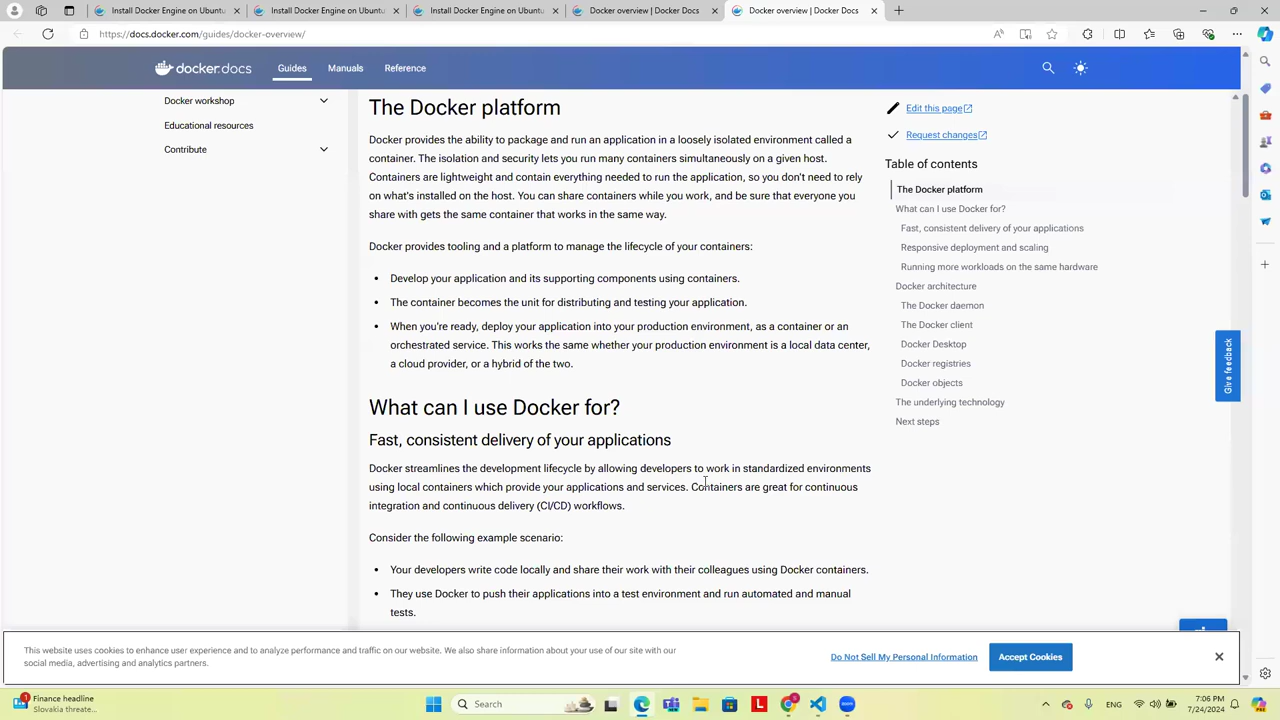 Install Docker Engine on Ubuntu
Install Docker Engine on Ubuntu
Install Docker Engine on Ubuntu
Docker overview | Docker Docs
Docker overview | Docker Docs
https://docs.docker.com/guides/docker-overview/
docker.docs
Guides
Manuals
Reference
Docker workshop
Educational resources
Contribute
The Docker platform
Docker provides the ability to package and run an application in a loosely isolated environment called a
container. The isolation and security lets you run many containers simultaneously on a given host.
Containers are lightweight and contain everything needed to run the application, so you don't need to rely
on what's installed on the host. You can share containers while you work, and be sure that everyone you
share with gets the same container that works in the same way.
Docker provides tooling and a platform to manage the lifecycle of your containers:
• Develop your application and its supporting components using containers.
• The container becomes the unit for distributing and testing your application.
• When you're ready, deploy your application into your production environment, as a container or an
orchestrated service. This works the same whether your production environment is a local data center,
a cloud provider, or a hybrid of the two.
What can I use Docker for?
Fast, consistent delivery of your applications
Docker streamlines the development lifecycle by allowing developers to work in standardized environments
using local containers which provide your applications and services. Containers are great for continuous
integration and continuous delivery (CI/CD) workflows.
Consider the following example scenario:
• Your developers write code locally and share their work with their colleagues using Docker containers.
• They use Docker to push their applications into a test environment and run automated and manual
tests.
Edit this page
Request changes
Table of contents
The Docker platform
What can I use Docker for?
Fast, consistent delivery of your applications
Responsive deployment and scaling
Running more workloads on the same hardware
Docker architecture
The Docker daemon
The Docker client
Docker Desktop
Docker registries
Docker objects
The underlying technology
Next steps
Give feedback
This website uses cookies to enhance user experience and to analyze performance and traffic on our website. We also share information about your use of our site with our
social media, advertising and analytics partners.
Do Not Sell My Personal Information
Accept Cookies
1
Finance headline
Slovakia threate...
Search
L
zoom
ENG
7:06 PM
7/24/2024